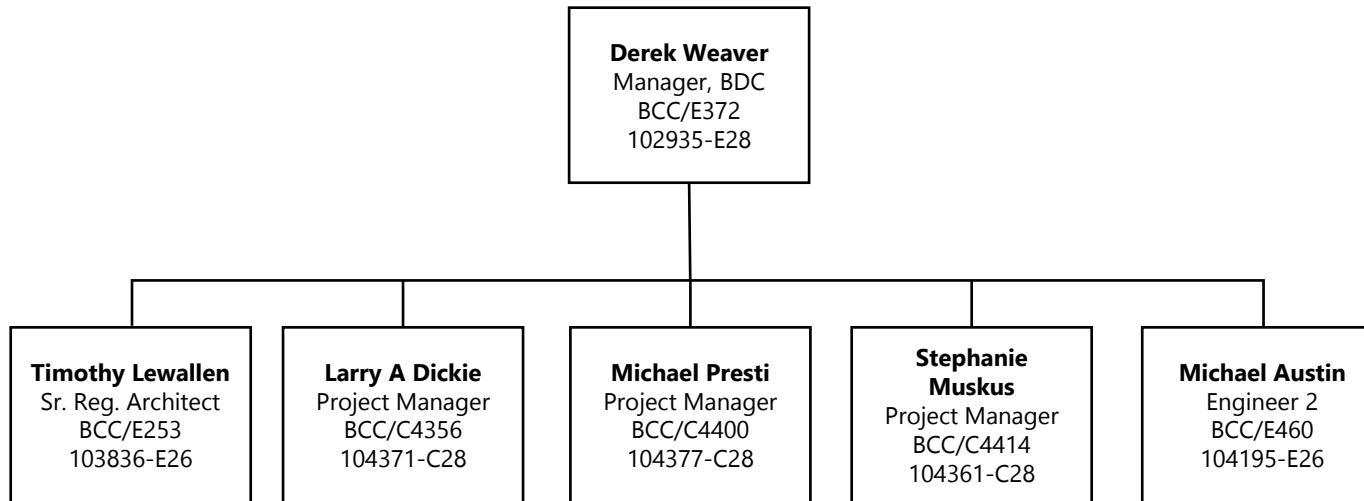 Derek Weaver
Manager, BDC
BCC/E372
102935-E28
Timothy Lewallen
Sr. Reg. Architect
BCC/E253
103836-E26
Larry A Dickie
Project Manager
BCC/C4356
104371-C28
Michael Presti
Project Manager
BCC/C4400
104377-C28
Stephanie
Muskus
Project Manager
BCC/C4414
104361-C28
Michael Austin
Engineer 2
BCC/E460
104195-E26